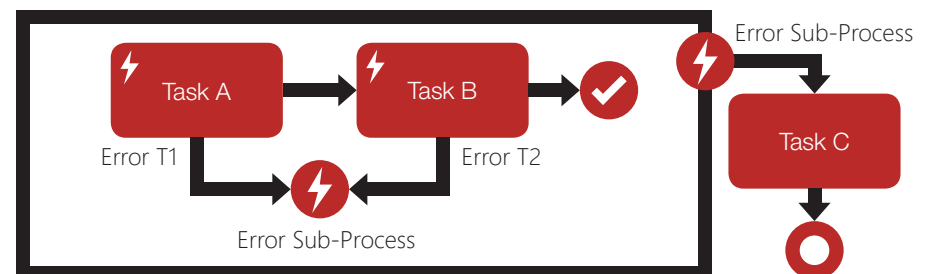 Error Sub-Process
Task A
Task B
Task C
Error T1
Error T2
Error Sub-Process